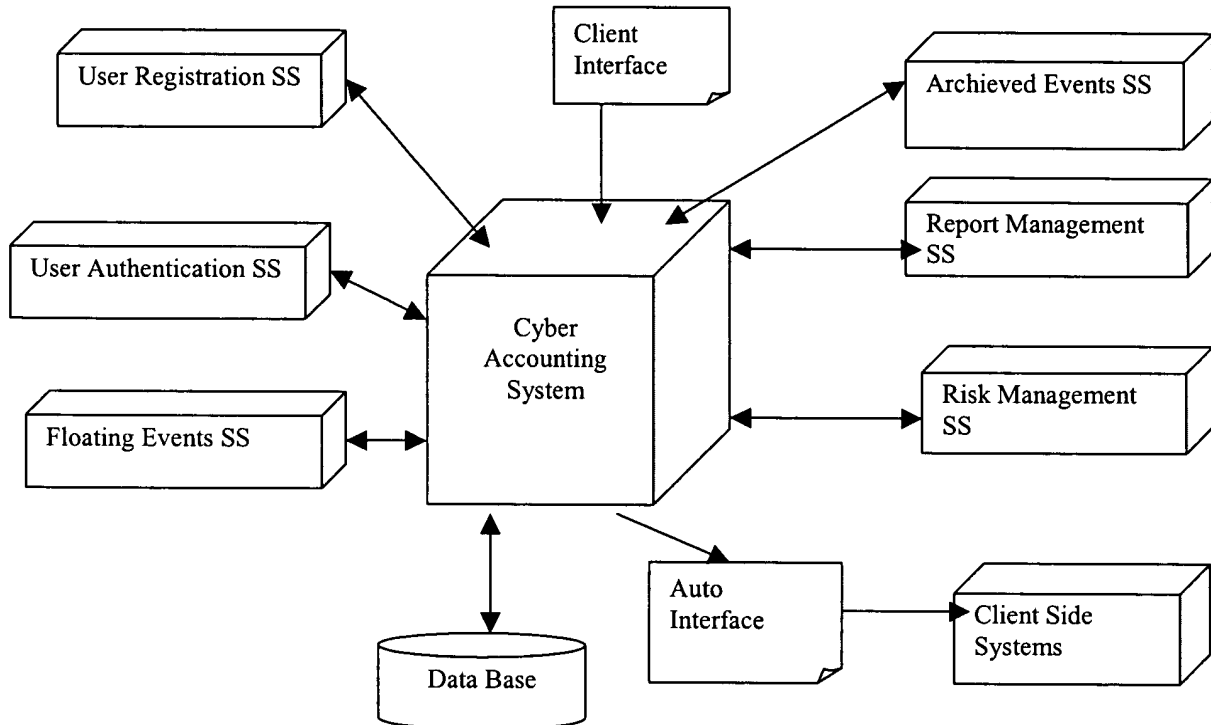 User Registration SS
Client
Interface
Archieved Events SS
User Authentication SS
Report Management
SS
Cyber
Accounting
System
Floating Events SS
Risk Management
SS
Auto
Interface
Client Side
Systems
Data Base